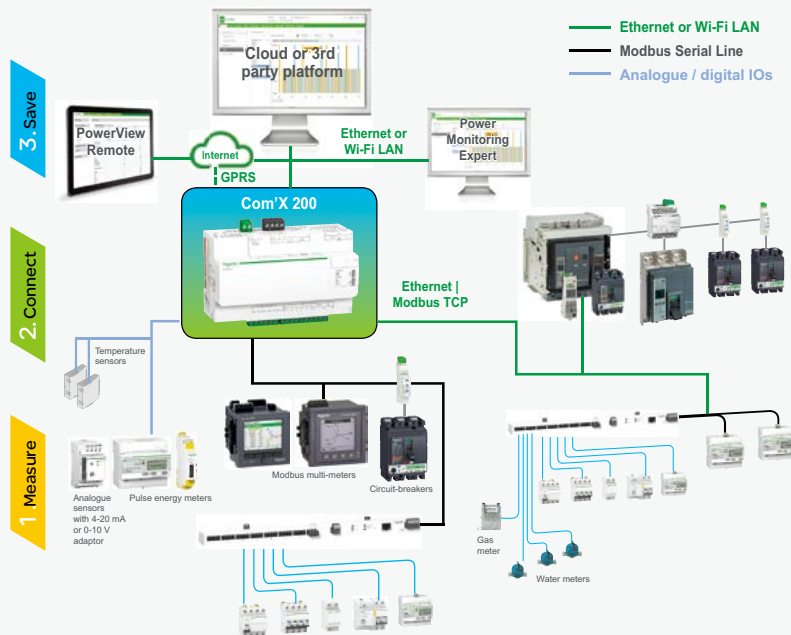 Ethernet or Wi-Fi LAN
Modbus Serial Line
Analogue / digital IOs
3. Save
Cloud or 3rd
party platform
PowerView
Remote
Internet
GPRS
Ethernet or
Wi-Fi LAN
Power
Monitoring
Expert
Com'X 200
2. Connect
Ethernet |
Modbus TCP
Temperature
sensors
1. Measure
Analogue
sensors
with 4-20 mA
or 0-10 V
adaptor
Pulse energy meters
Modbus multi-meters
Circuit-breakers
Gas
meter
Water meters